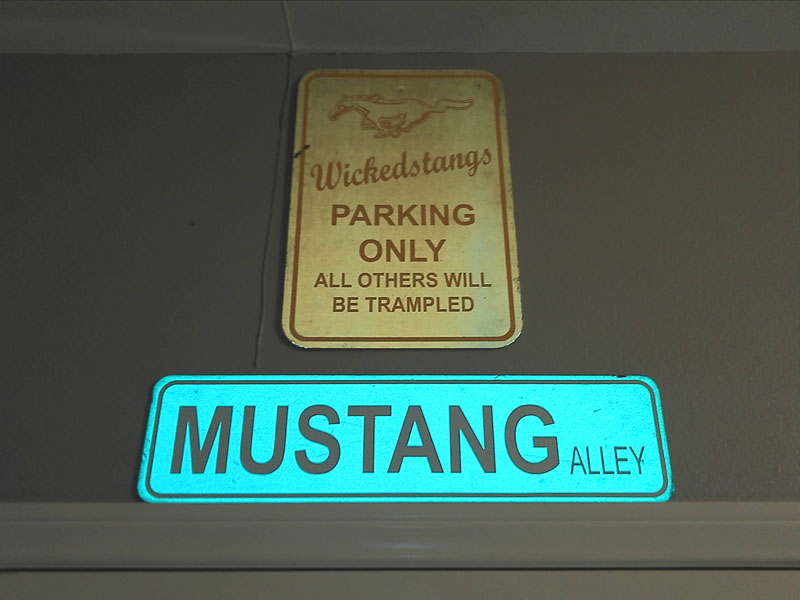 Wickedstangs
PARKING
ONLY
ALL OTHERS WILL
BE TRAMPLED
MUSTANG ALLEY